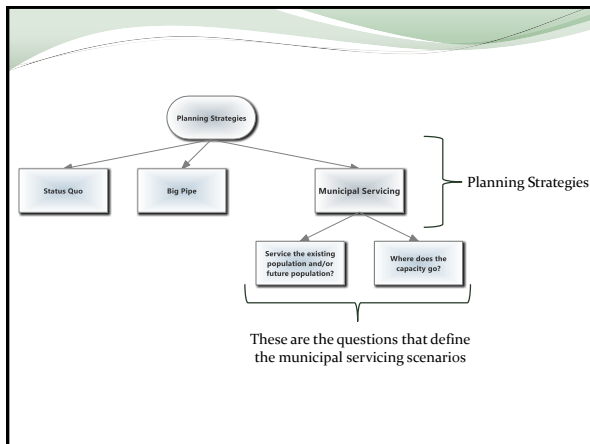 Planning Strategies
Status Quo
Big Pipe
Municipal Servicing
Planning Strategies
Service the existing
population and/or
future population?
Where does the
capacity go?
These are the questions that define
the municipal servicing scenarios